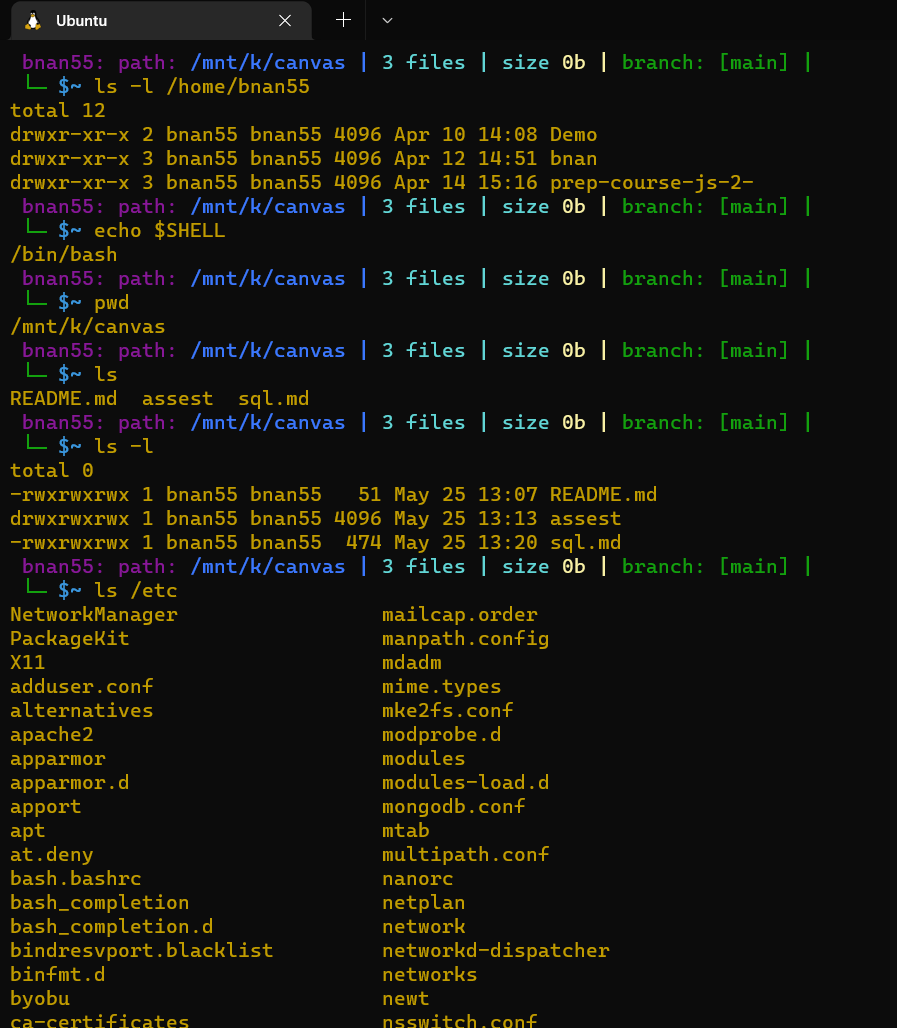 Ubuntu
bnan55: path: /mnt/k/canvas | 3 files | size 0b | branch: [main] |
└─ $~ ls -l /home/bnan55
total 12
drwxr-xr-x 2 bnan55 bnan55 4096 Apr 10 14:08 Demo
drwxr-xr-x 3 bnan55 bnan55 4096 Apr 12 14:51 bnan
drwxr-xr-x 3 bnan55 bnan55 4096 Apr 14 15:16 prep-course-js-2-
bnan55: path: /mnt/k/canvas | 3 files | size 0b | branch: [main] |
└─ $~ echo $SHELL
/bin/bash
bnan55: path: /mnt/k/canvas | 3 files | size 0b | branch: [main] |
└─ $~ pwd
/mnt/k/canvas
bnan55: path: /mnt/k/canvas | 3 files | size 0b | branch: [main] |
└─ $~ ls
README.md  assest  sql.md
bnan55: path: /mnt/k/canvas | 3 files | size 0b | branch: [main] |
└─ $~ ls -l
total 0
-rwxrwxrwx 1 bnan55 bnan55   51 May 25 13:07 README.md
drwxrwxrwx 1 bnan55 bnan55 4096 May 25 13:13 assest
-rwxrwxrwx 1 bnan55 bnan55  474 May 25 13:20 sql.md
bnan55: path: /mnt/k/canvas | 3 files | size 0b | branch: [main] |
└─ $~ ls /etc
NetworkManager                 mailcap.order
PackageKit                     manpath.config
X11                            mdadm
adduser.conf                   mime.types
alternatives                   mke2fs.conf
apache2                        modprobe.d
apparmor                       modules
apparmor.d                     modules-load.d
apport                         mongodb.conf
apt                            mtab
at.deny                        multipath.conf
bash.bashrc                    nanorc
bash_completion                netplan
bash_completion.d              network
bindresvport.blacklist         networkd-dispatcher
binfmt.d                       networks
byobu                          newt
ca-certificates                nsswitch.conf